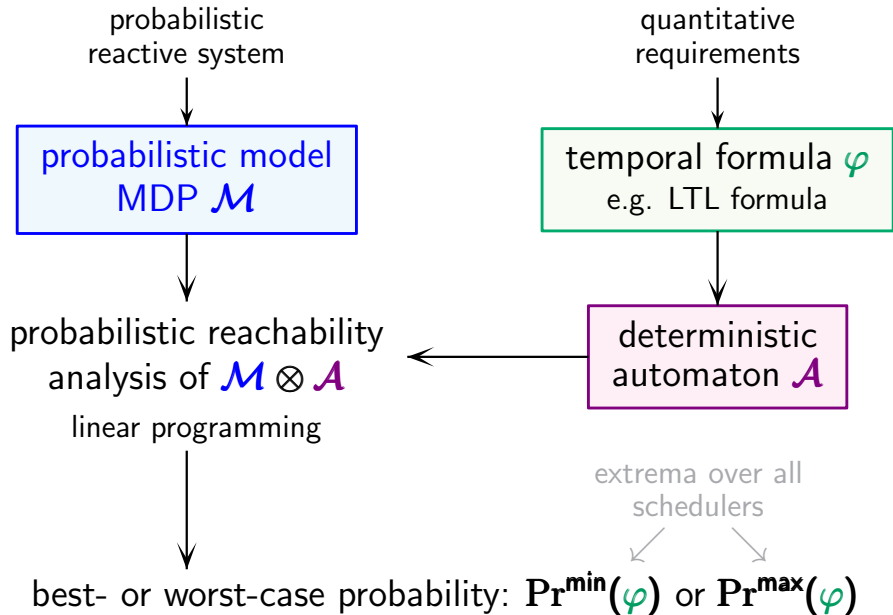 probabilistic
reactive system
quantitative
requirements
probabilistic model
MDP 𝓜
temporal formula φ
e.g. LTL formula
probabilistic reachability
analysis of 𝓜 ⊗ 𝓐
linear programming
deterministic
automaton 𝓐
extrema over all
schedulers
best- or worst-case probability: Pr^min(φ) or Pr^max(φ)